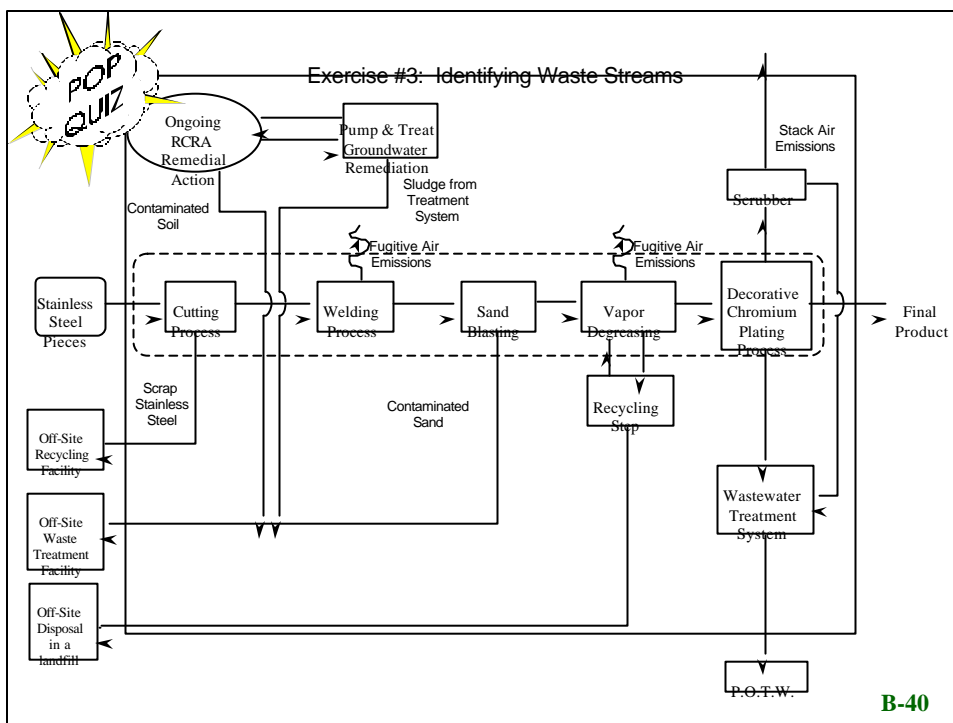 POP
QUIZ
Exercise #3: Identifying Waste Streams
Ongoing
RCRA
Remedial
Action
Pump & Treat
Groundwater
Remediation
Stack Air
Emissions
Scrubber
Contaminated
Soil
Sludge from
Treatment
System
Fugitive Air
Emissions
Fugitive Air
Emissions
Stainless
Steel
Pieces
Cutting
Process
Welding
Process
Sand
Blasting
Vapor
Degreasing
Decorative
Chromium
Plating
Process
Final
Product
Scrap
Stainless
Steel
Contaminated
Sand
Recycling
Step
Off-Site
Recycling
Facility
Off-Site
Waste
Treatment
Facility
Wastewater
Treatment
System
Off-Site
Disposal
in a
landfill
P.O.T.W.
B-40